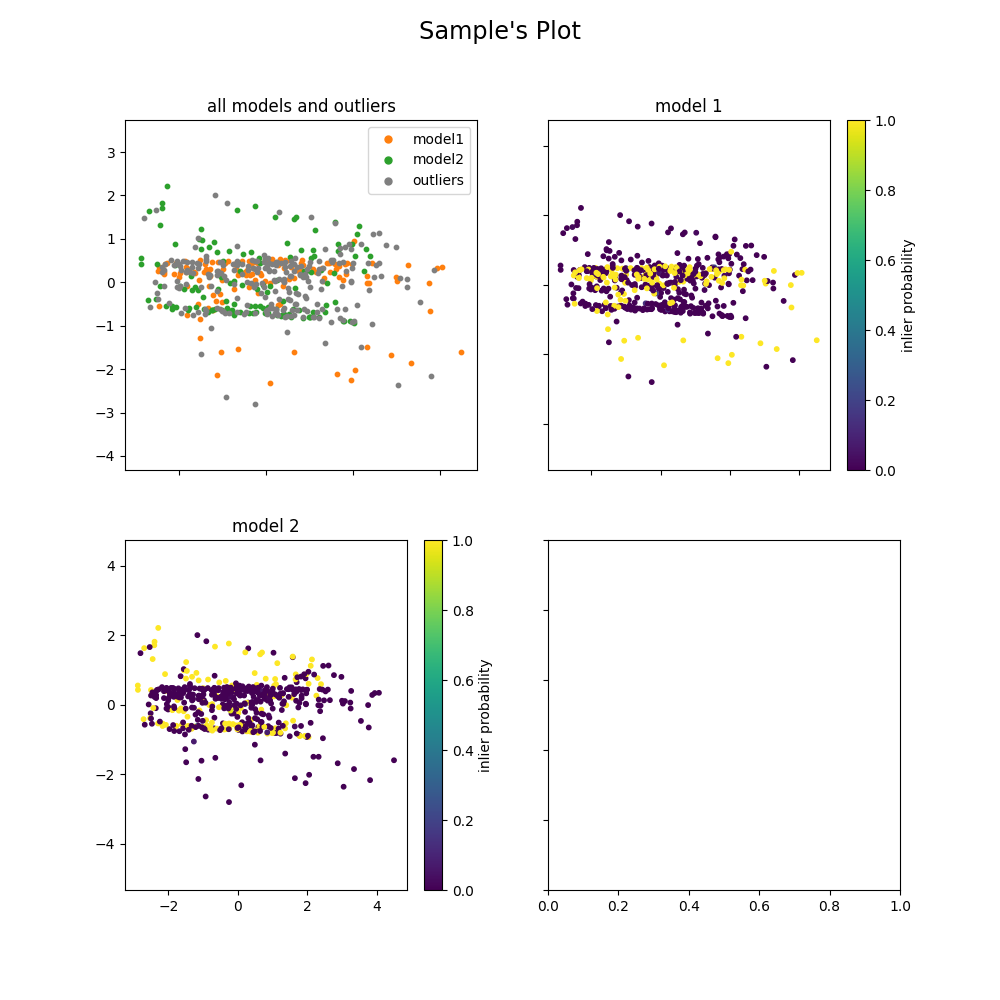 Sample's Plot
all models and outliers
3
2
1
0
−1
−2
−3
−4
model1
model2
outliers
model 1
1.0
0.8
0.6
0.4
0.2
0.0
inlier probability
model 2
4
2
0
−2
−4
−2 0 2 4
1.0
0.8
0.6
0.4
0.2
0.0
inlier probability
0.0 0.2 0.4 0.6 0.8 1.0